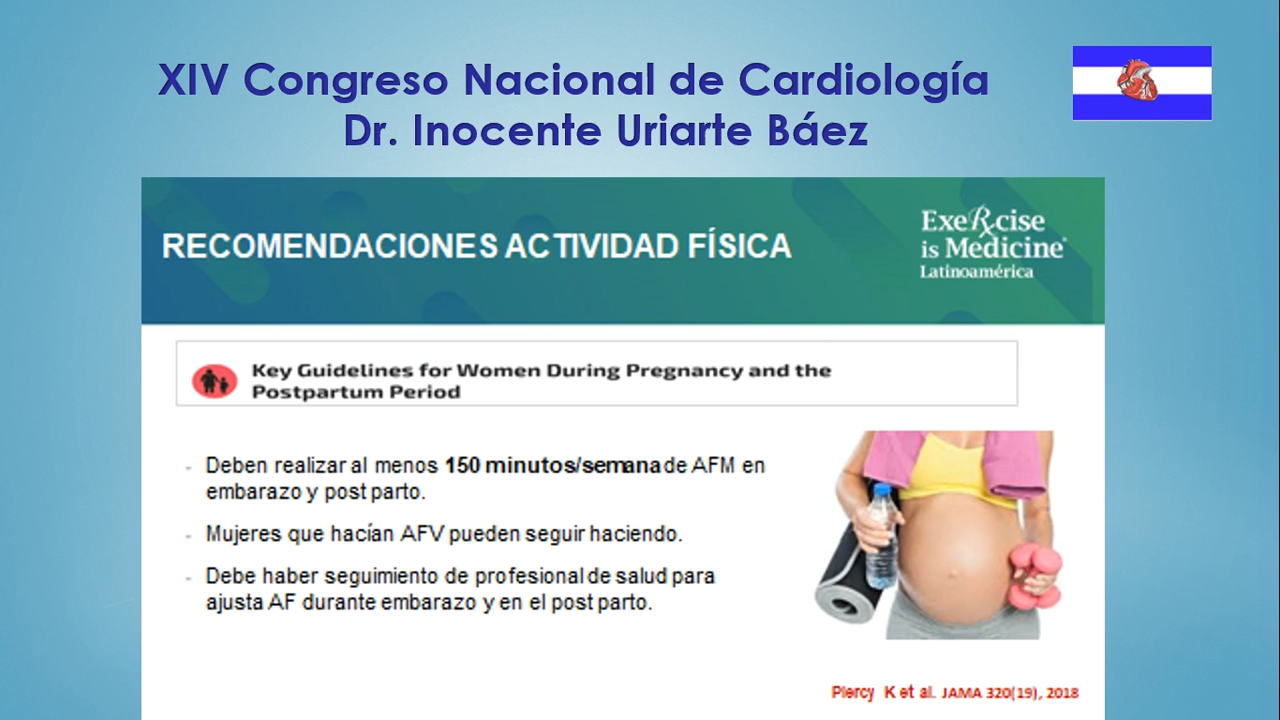 XIV Congreso Nacional de Cardiología
Dr. Inocente Uriarte Báez
RECOMENDACIONES ACTIVIDAD FÍSICA
ExeRcise
is Medicine®
Latinoamérica
Key Guidelines for Women During Pregnancy and the
Postpartum Period
- Deben realizar al menos 150 minutos/semana de AFM en
embarazo y post parto.
- Mujeres que hacían AFV pueden seguir haciendo.
- Debe haber seguimiento de profesional de salud para
ajusta AF durante embarazo y en el post parto.
Piercy K et al. JAMA 320(19), 2018